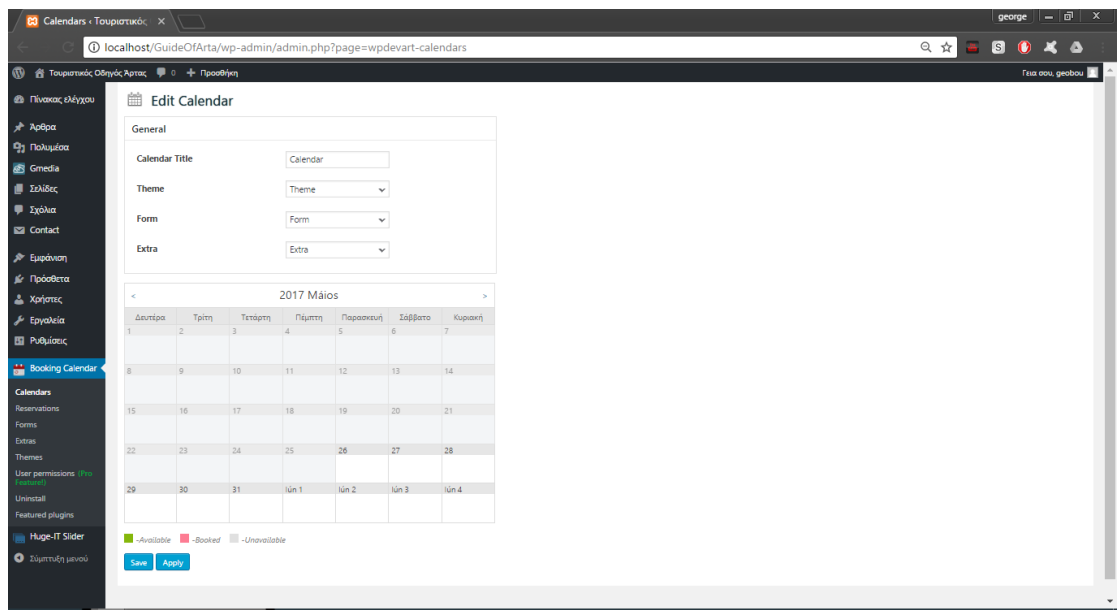 Calendars ‹ Τουριστικός
george
localhost/GuideOfArta/wp-admin/admin.php?page=wpdevart-calendars
Τουριστικός Οδηγός Άρτας 0 Προσθήκη
Γεια σου, geobou
Πίνακας ελέγχου
Άρθρα
Πολυμέσα
Gmedia
Σελίδες
Σχόλια
Contact
Εμφάνιση
Πρόσθετα
Χρήστες
Εργαλεία
Ρυθμίσεις
Booking Calendar
Calendars
Reservations
Forms
Extras
Themes
User permissions (Pro
Feature!)
Uninstall
Featured plugins
Huge-IT Slider
Σύμπτυξη μενού
Edit Calendar
General
Calendar Title Calendar
Theme Theme
Form Form
Extra Extra
< 2017 Μάιος >
Δευτέρα Τρίτη Τετάρτη Πέμπτη Παρασκευή Σάββατο Κυριακή
1 2 3 4 5 6 7
8 9 10 11 12 13 14
15 16 17 18 19 20 21
22 23 24 25 26 27 28
29 30 31 Ιούν 1 Ιούν 2 Ιούν 3 Ιούν 4
-Available -Booked -Unavailable
Save Apply